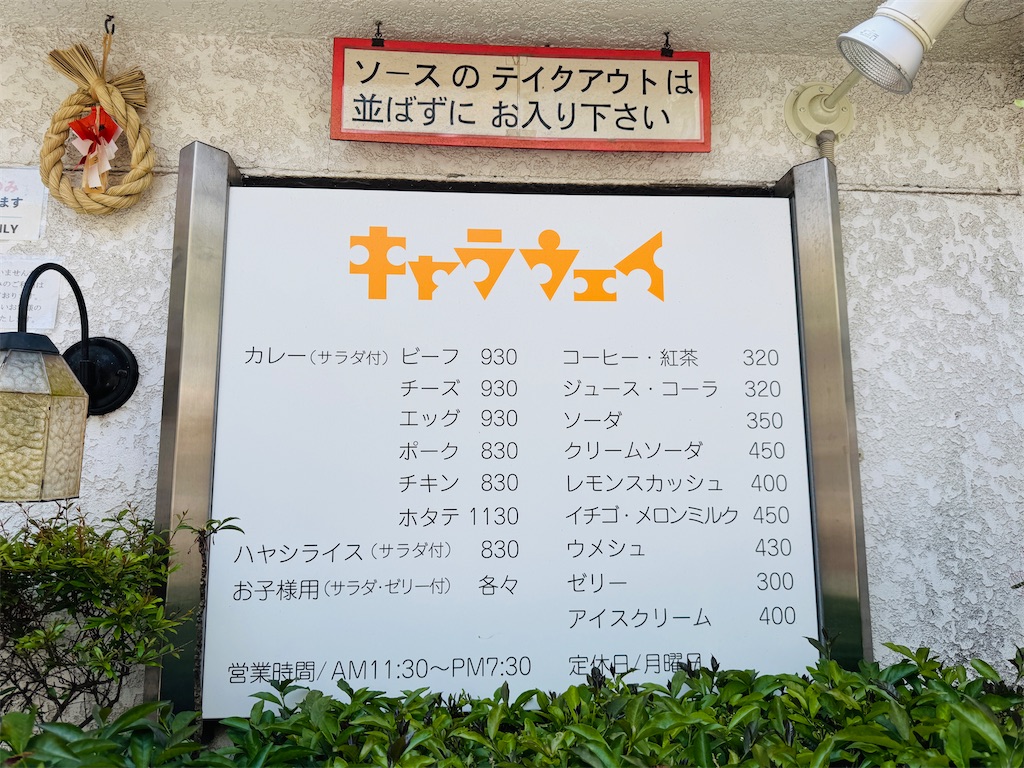 ソースのテイクアウトは
並ばずにお入り下さい
キャラウェイ
カレー(サラダ付) ビーフ 930
チーズ 930
エッグ 930
ポーク 830
チキン 830
ホタテ 1130
ハヤシライス(サラダ付) 830
お子様用(サラダ・ゼリー付) 各々
営業時間/AM11:30〜PM7:30
コーヒー・紅茶 320
ジュース・コーラ 320
ソーダ 350
クリームソーダ 450
レモンスカッシュ 400
イチゴ・メロンミルク 450
ウメシュ 430
ゼリー 300
アイスクリーム 400
定休日/月曜日
み
ます
NLY
いません